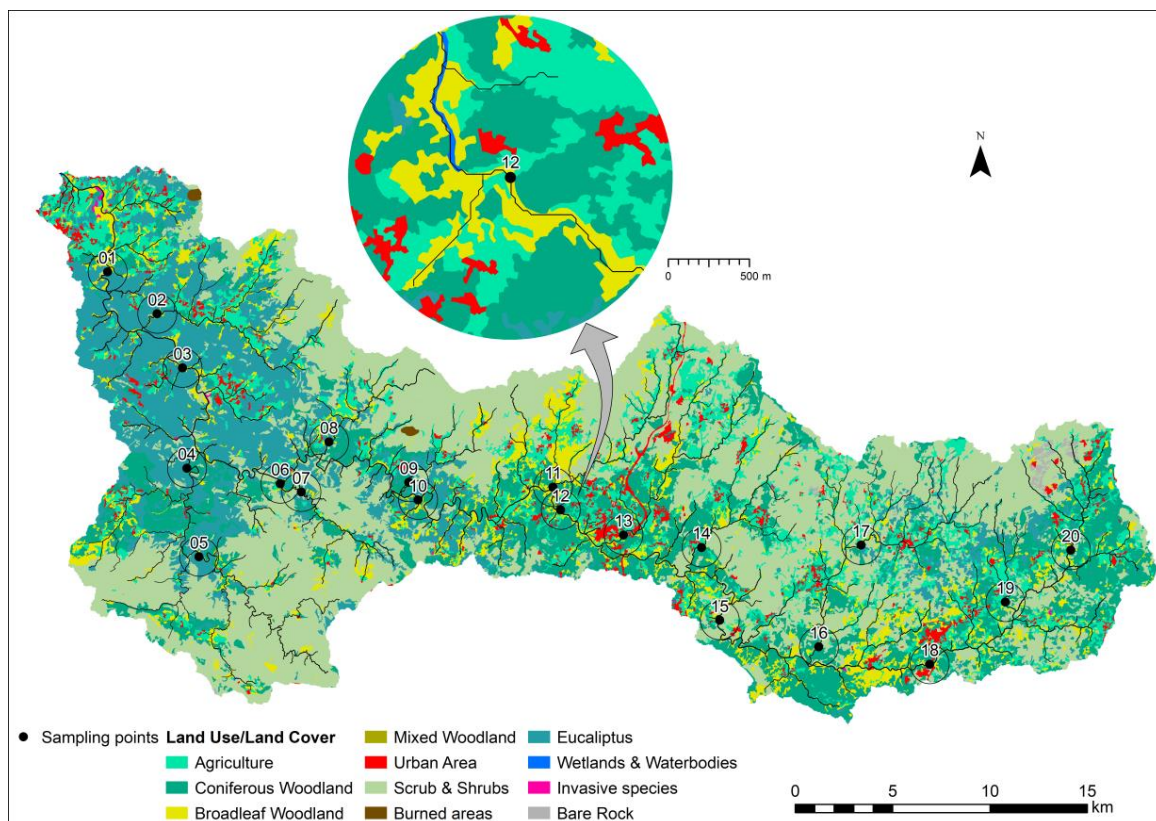 12
N
0 500 m
01
02
03
04
05
06
07
08
09
10
11
12
13
14
15
16
17
18
19
20
Sampling points Land Use/Land Cover
Agriculture
Coniferous Woodland
Broadleaf Woodland
Mixed Woodland
Urban Area
Scrub & Shrubs
Burned areas
Eucaliptus
Wetlands & Waterbodies
Invasive species
Bare Rock
0 5 10 15
km